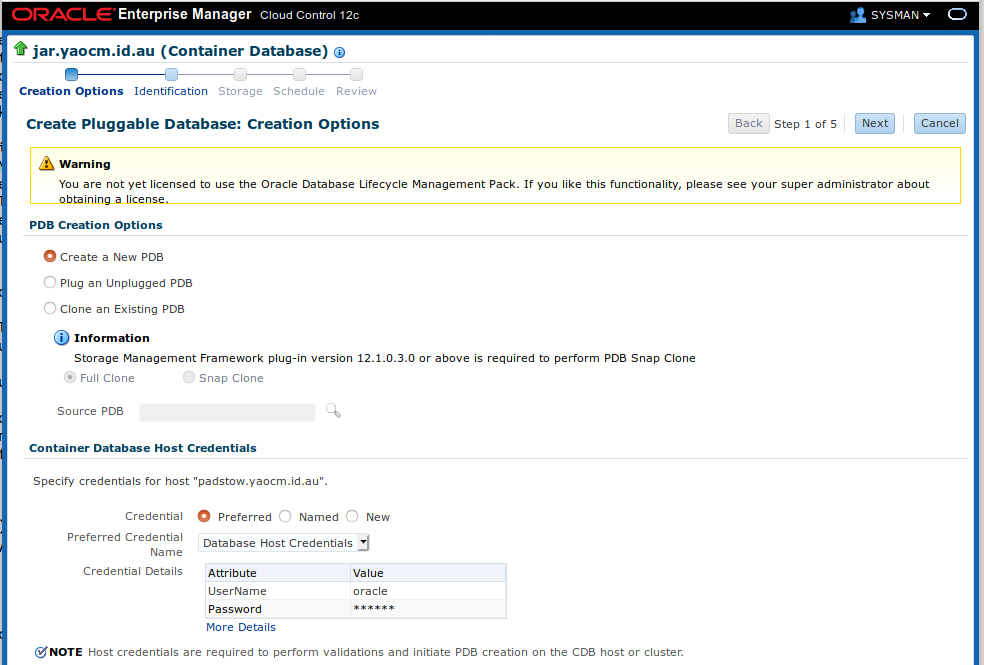 ORACLE Enterprise Manager Cloud Control 12c SYSMAN
jar.yaocm.id.au (Container Database)
Creation Options Identification Storage Schedule Review
Create Pluggable Database: Creation Options Back Step 1 of 5 Next Cancel
Warning
You are not yet licensed to use the Oracle Database Lifecycle Management Pack. If you like this functionality, please see your super administrator about
obtaining a license.
PDB Creation Options
Create a New PDB
Plug an Unplugged PDB
Clone an Existing PDB
Information
Storage Management Framework plug-in version 12.1.0.3.0 or above is required to perform PDB Snap Clone
Full Clone Snap Clone
Source PDB
Container Database Host Credentials
Specify credentials for host "padstow.yaocm.id.au".
Credential Preferred Named New
Preferred Credential
Name Database Host Credentials
Credential Details
Attribute Value
UserName oracle
Password ******
More Details
NOTE Host credentials are required to perform validations and initiate PDB creation on the CDB host or cluster.